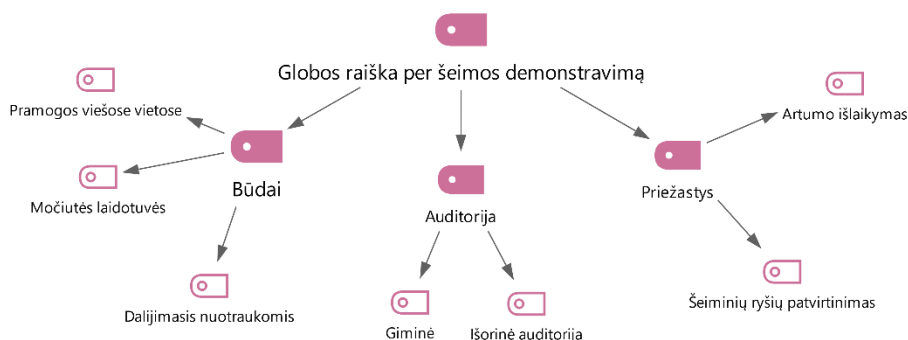 Globos raiška per šeimos demonstravimą
Pramogos viešose vietose
Artumo išlaikymas
Močiutės laidotuvės
Būdai
Auditorija
Priežastys
Dalijimasis nuotraukomis
Giminė
Išorinė auditorija
Šeiminių ryšių patvirtinimas